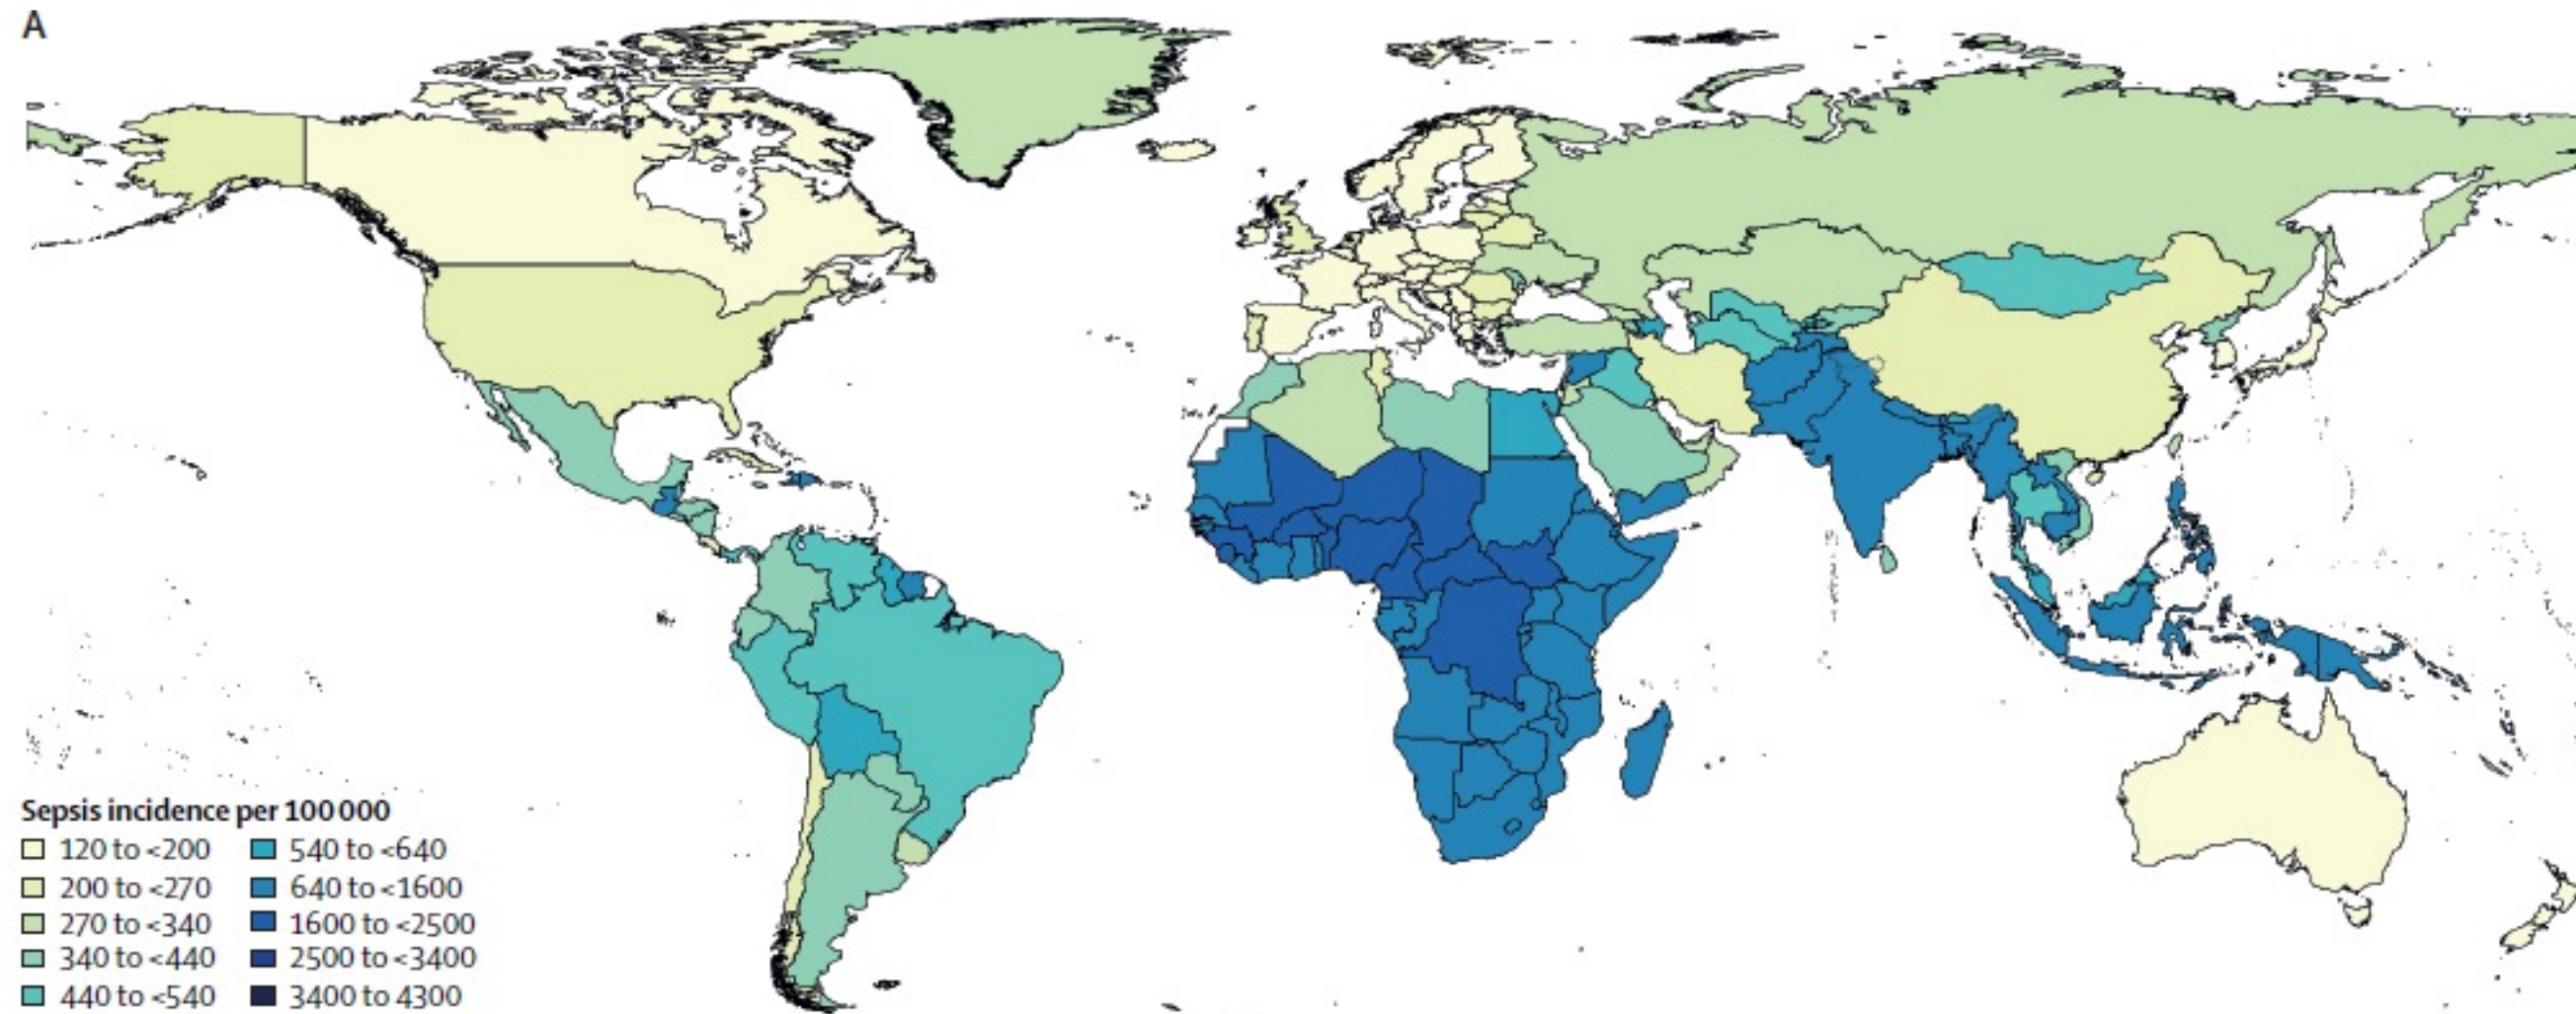 A
Sepsis incidence per 100 000
120 to <200
200 to <270
270 to <340
340 to <440
440 to <540
540 to <640
640 to <1600
1600 to <2500
2500 to <3400
3400 to 4300